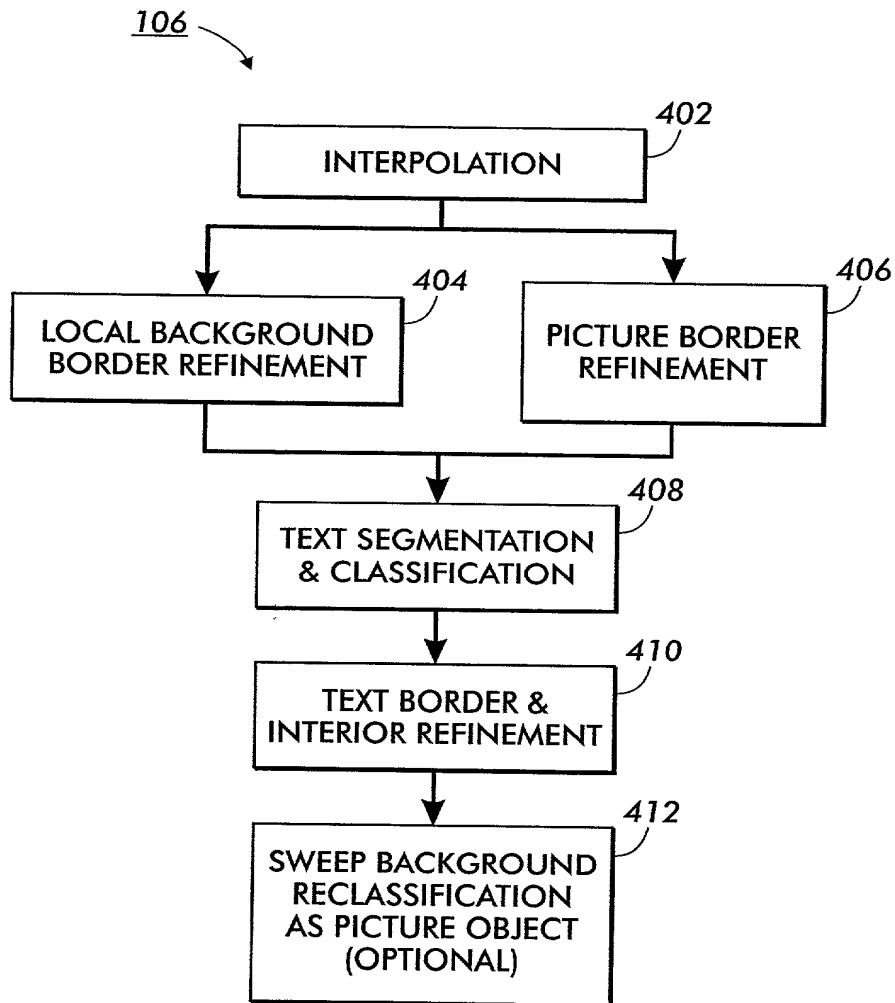 106
402
INTERPOLATION
404
LOCAL BACKGROUND
BORDER REFINEMENT
406
PICTURE BORDER
REFINEMENT
408
TEXT SEGMENTATION
& CLASSIFICATION
410
TEXT BORDER &
INTERIOR REFINEMENT
412
SWEEP BACKGROUND
RECLASSIFICATION
AS PICTURE OBJECT
(OPTIONAL)